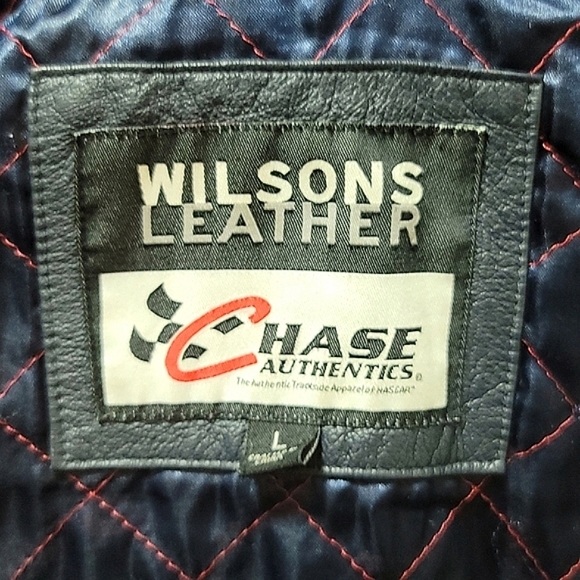 WILSONS
LEATHER
CHASE
AUTHENTICS
The Authentic Trackside Apparel of NASCAR
L